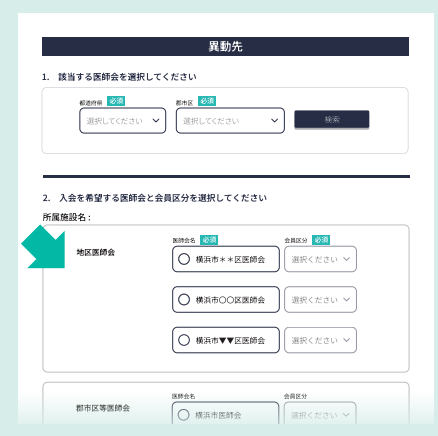 異動先
1. 該当する医師会を選択してください
都道府県 必須 郡市区 必須
選択してください 選択してください 検索
2. 入会を希望する医師会と会員区分を選択してください
所属施設名:
医師会名 必須 会員区分 必須
地区医師会 横浜市＊＊区医師会 選択ください
横浜市〇〇区医師会 選択ください
横浜市▼▼区医師会 選択ください
医師会名 会員区分
郡市区等医師会 横浜市医師会 選択ください